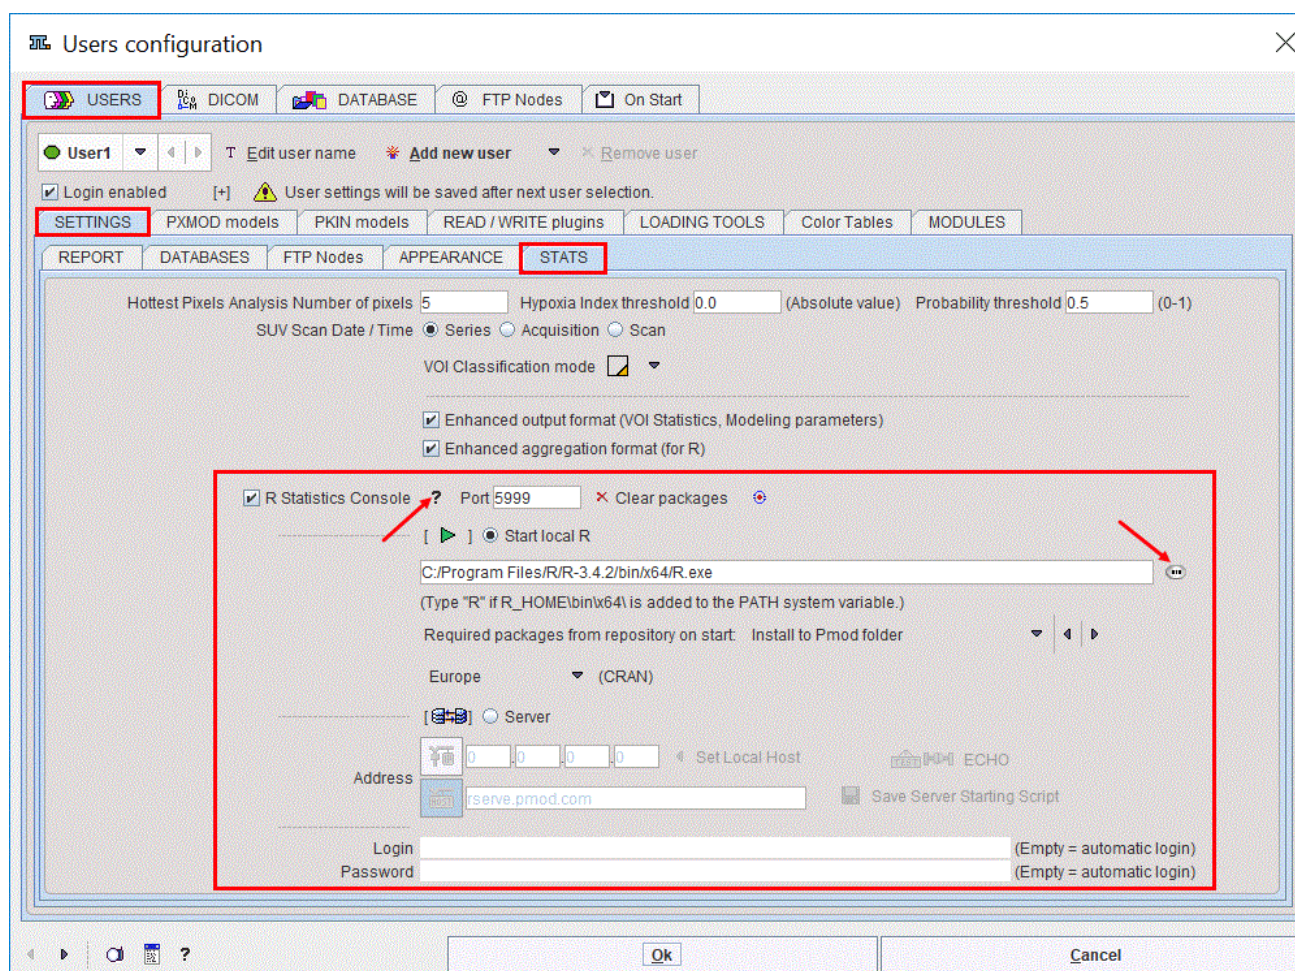 Users configuration
USERS DICOM DATABASE @ FTP Nodes On Start
User1 T Edit user name Add new user Remove user
Login enabled [+] User settings will be saved after next user selection.
SETTINGS PXMOD models PKIN models READ / WRITE plugins LOADING TOOLS Color Tables MODULES
REPORT DATABASES FTP Nodes APPEARANCE STATS
Hottest Pixels Analysis Number of pixels 5 Hypoxia Index threshold 0.0 (Absolute value) Probability threshold 0.5 (0-1)
SUV Scan Date / Time Series Acquisition Scan
VOI Classification mode
Enhanced output format (VOI Statistics, Modeling parameters)
Enhanced aggregation format (for R)
R Statistics Console ? Port 5999 Clear packages
[ ] Start local R
C:/Program Files/R/R-3.4.2/bin/x64/R.exe
(Type "R" if R_HOME\bin\x64\ is added to the PATH system variable.)
Required packages from repository on start: Install to Pmod folder
Europe (CRAN)
[ ] Server
0 .0 .0 .0 Set Local Host ECHO
Address
HOST rserve.pmod.com Save Server Starting Script
Login (Empty = automatic login)
Password (Empty = automatic login)
? Ok Cancel